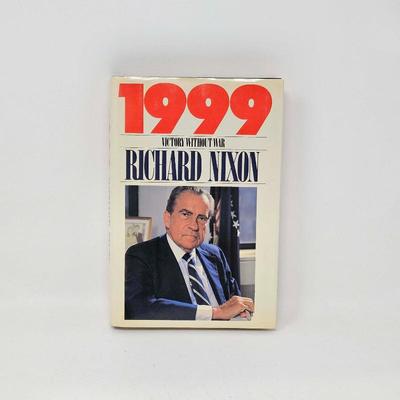 1999
VICTORY WITHOUT WAR
RICHARD NIXON